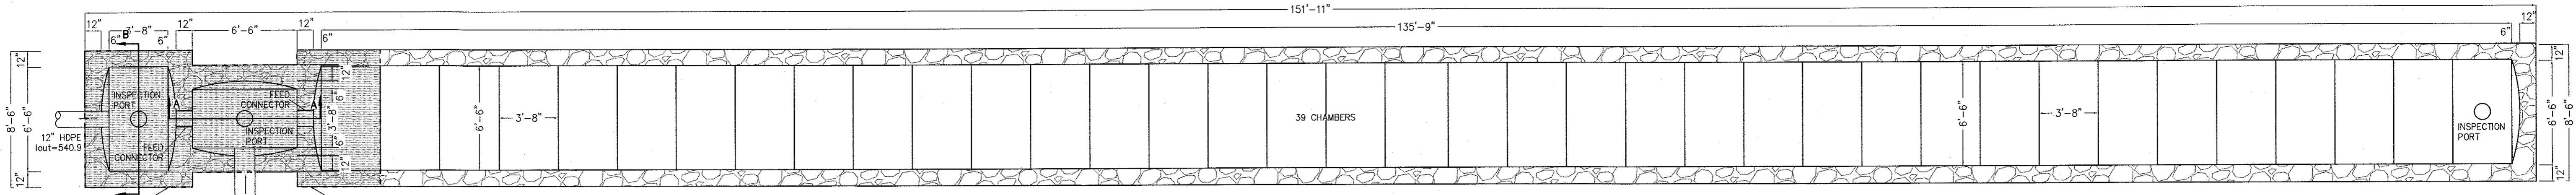 151'-11"
135'-9"
12"
3'-8"
12"
6'-6"
12"
12"
B
6"
6"
6"
6"
12"
8'-6"
6'-6"
12"
12"
12"
6"
3'-8"
6"
12"
INSPECTION
PORT
A
FEED
CONNECTOR
A
INSPECTION
PORT
FEED
CONNECTOR
12" HDPE
Iout=540.9
6'-6"
3'-8"
39 CHAMBERS
6'-6"
3'-8"
INSPECTION
PORT
12"
6'-6"
8'-6"
12"